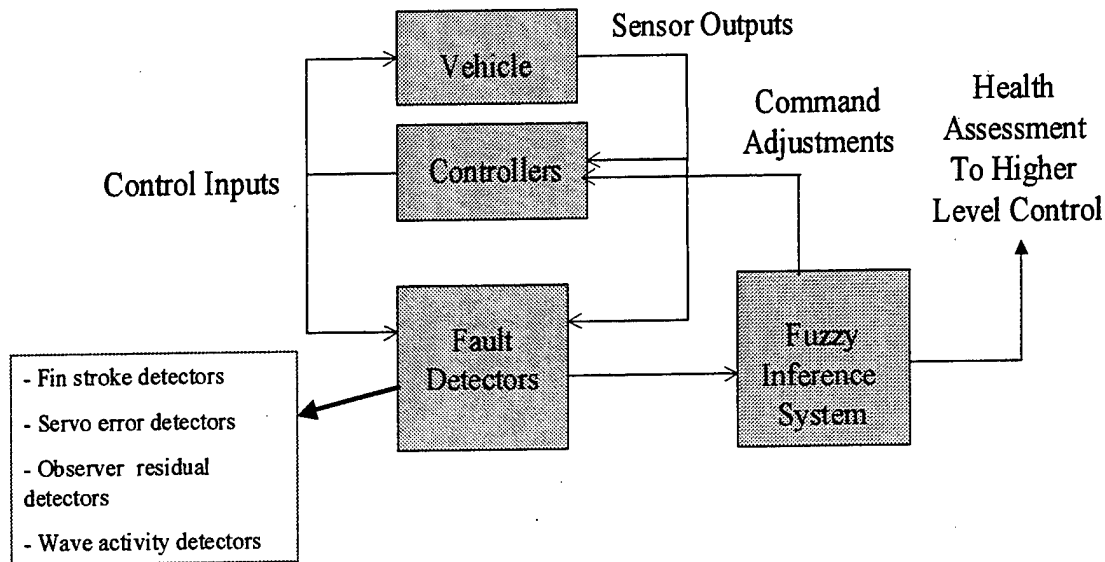 Sensor Outputs
Vehicle
Command
Adjustments
Health
Assessment
To Higher
Level Control
Controllers
Control Inputs
Fault
Detectors
Fuzzy
Inference
System
- Fin stroke detectors
- Servo error detectors
- Observer residual
detectors
- Wave activity detectors